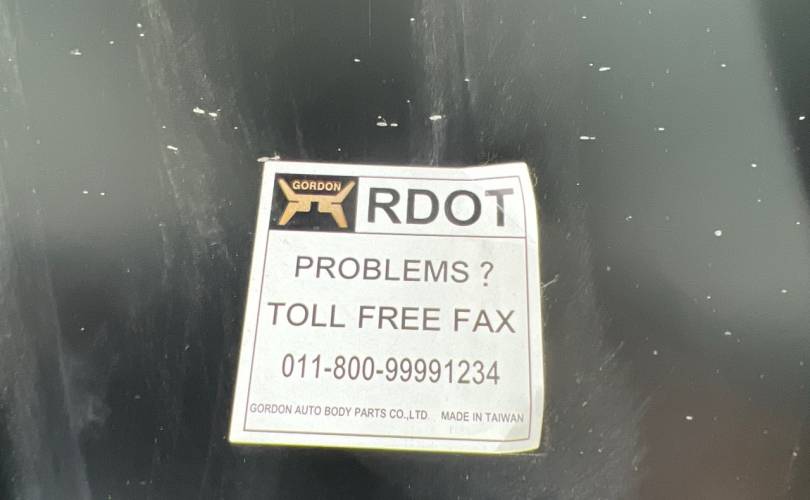 GORDON
RDOT
PROBLEMS ?
TOLL FREE FAX
011-800-99991234
GORDON AUTO BODY PARTS CO.,LTD. MADE IN TAIWAN